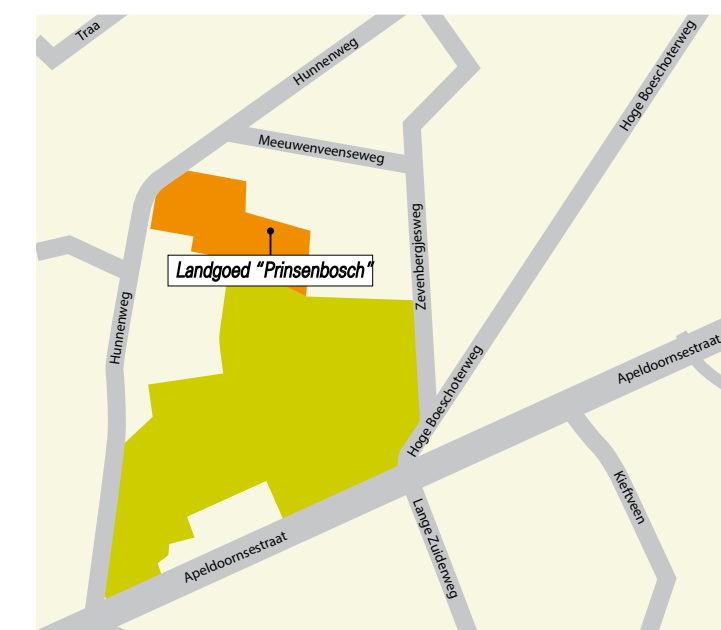 Traa
Hunnenweg
Hoge Boeschoterweg
Meeuwenveenseweg
Zevenbergjesweg
Landgoed "Prinsenbosch"
Hunnenweg
Apeldoornsestraat
Hoge Boeschoterweg
Kieftveen
Lange Zuiderweg
Apeldoornsestraat